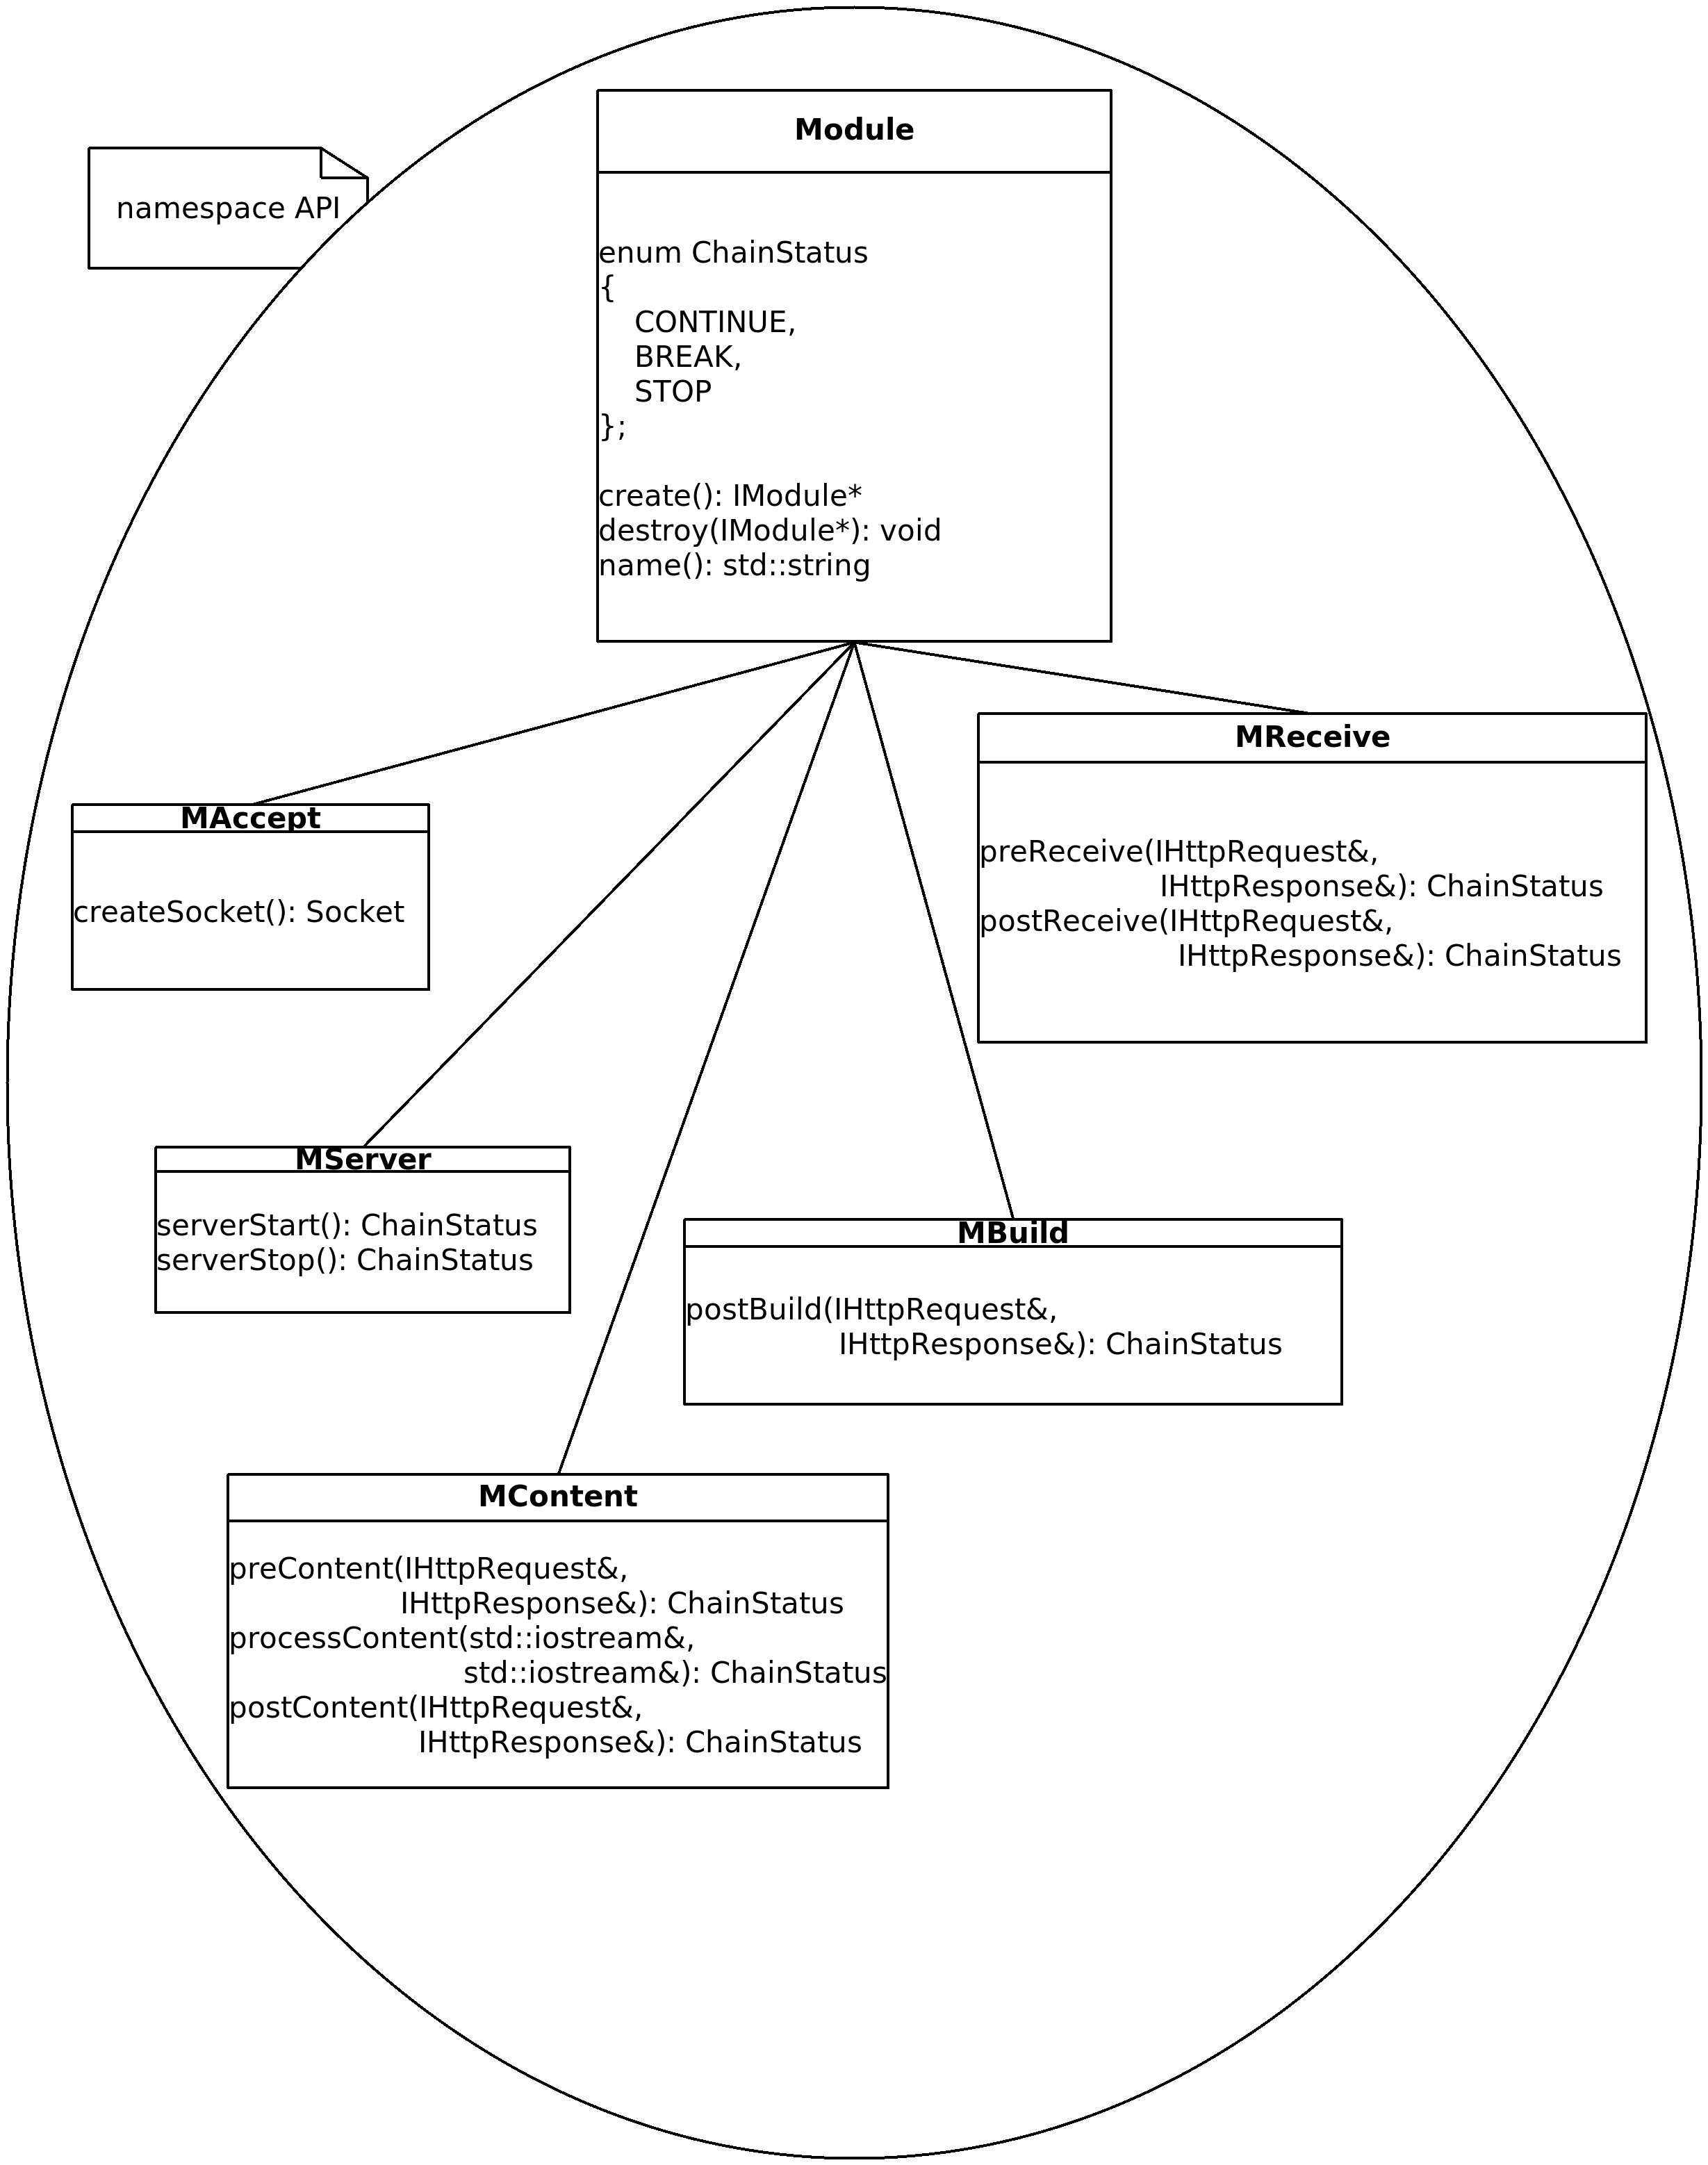 namespace API
Module
enum ChainStatus
{
CONTINUE,
BREAK,
STOP
};
create(): IModule*
destroy(IModule*): void
name(): std::string
MReceive
preReceive(IHttpRequest&,
IHttpResponse&): ChainStatus
postReceive(IHttpRequest&,
IHttpResponse&): ChainStatus
MAccept
createSocket(): Socket
MServer
serverStart(): ChainStatus
serverStop(): ChainStatus
MBuild
postBuild(IHttpRequest&,
IHttpResponse&): ChainStatus
MContent
preContent(IHttpRequest&,
IHttpResponse&): ChainStatus
processContent(std::iostream&,
std::iostream&): ChainStatus
postContent(IHttpRequest&,
IHttpResponse&): ChainStatus